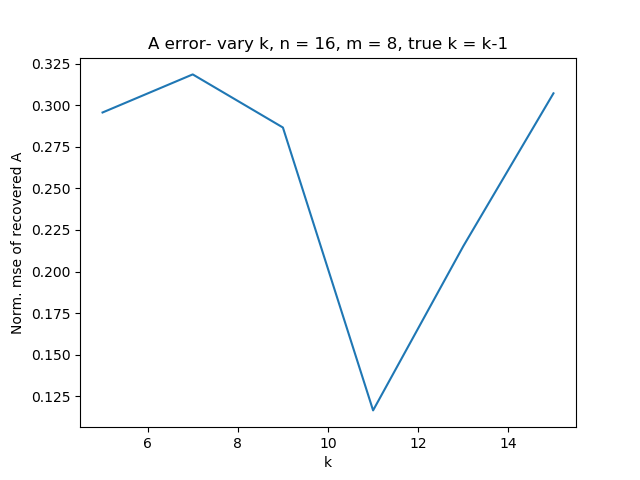 A error- vary k, n = 16, m = 8, true k = k-1
Norm. mse of recovered A
0.325
0.300
0.275
0.250
0.225
0.200
0.175
0.150
0.125
6 8 10 12 14
k